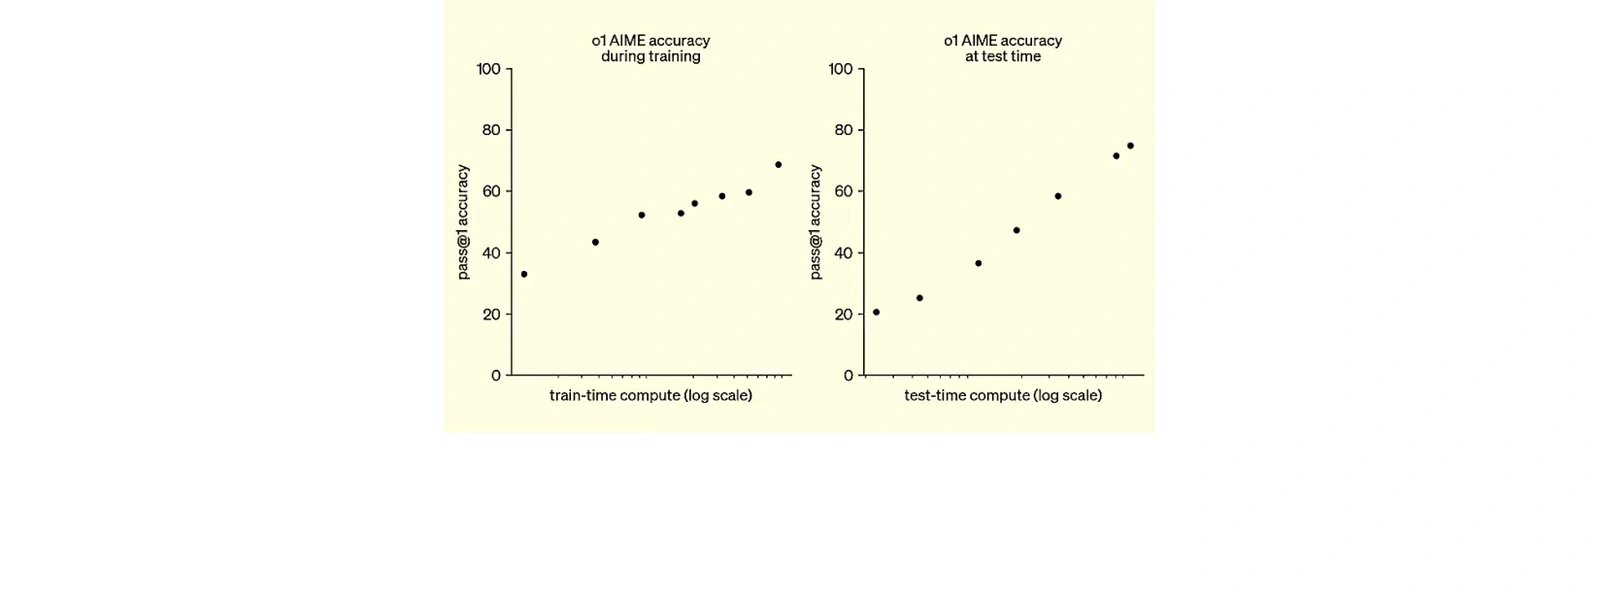 o1 AIME accuracy
during training
100
80
60
40
20
0
pass@1 accuracy
train-time compute (log scale)
o1 AIME accuracy
at test time
100
80
60
40
20
0
pass@1 accuracy
test-time compute (log scale)